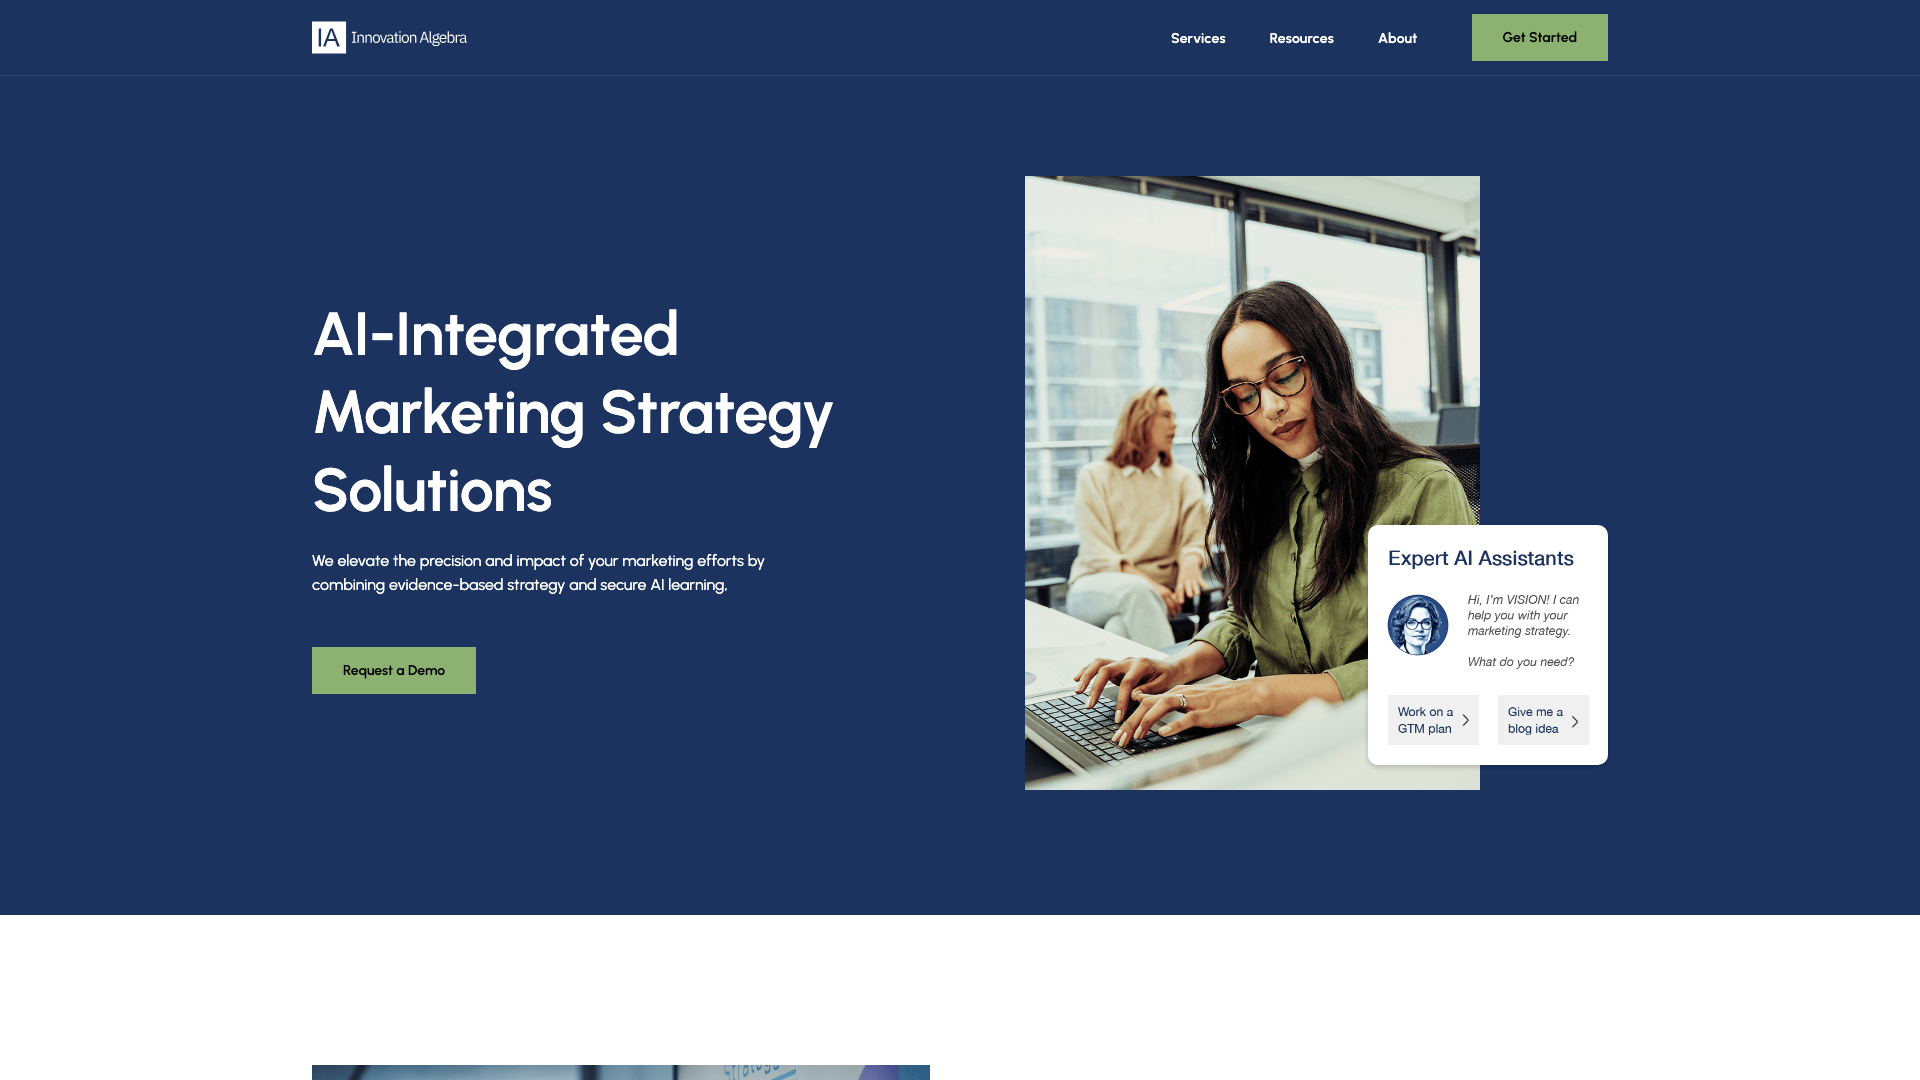 IA Innovation Algebra
Services
Resources
About
Get Started
AI-Integrated
Marketing Strategy
Solutions
We elevate the precision and impact of your marketing efforts by
combining evidence-based strategy and secure AI learning,
Request a Demo
Expert AI Assistants
Hi, I'm VISION! I can
help you with your
marketing strategy.
What do you need?
Work on a
GTM plan
Give me a
blog idea
Strategy